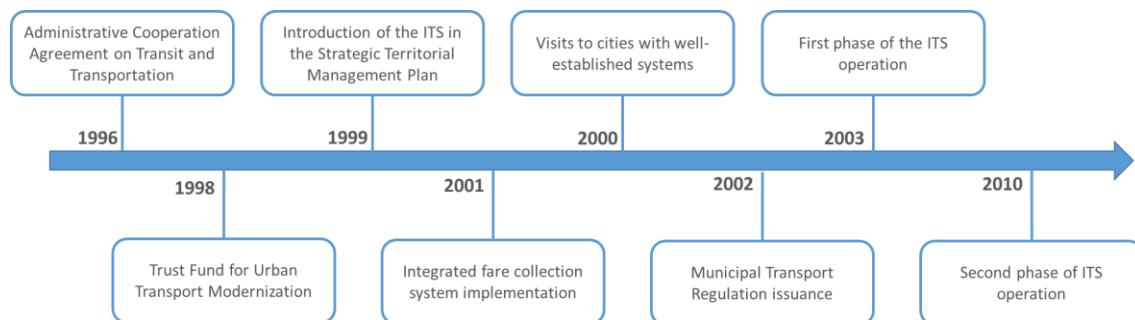 Administrative Cooperation
Agreement on Transit and
Transportation
Introduction of the ITS in
the Strategic Territorial
Management Plan
Visits to cities with well-
established systems
First phase of the ITS
operation
1996
1999
2000
2003
1998
2001
2002
2010
Trust Fund for Urban
Transport Modernization
Integrated fare collection
system implementation
Municipal Transport
Regulation issuance
Second phase of ITS
operation